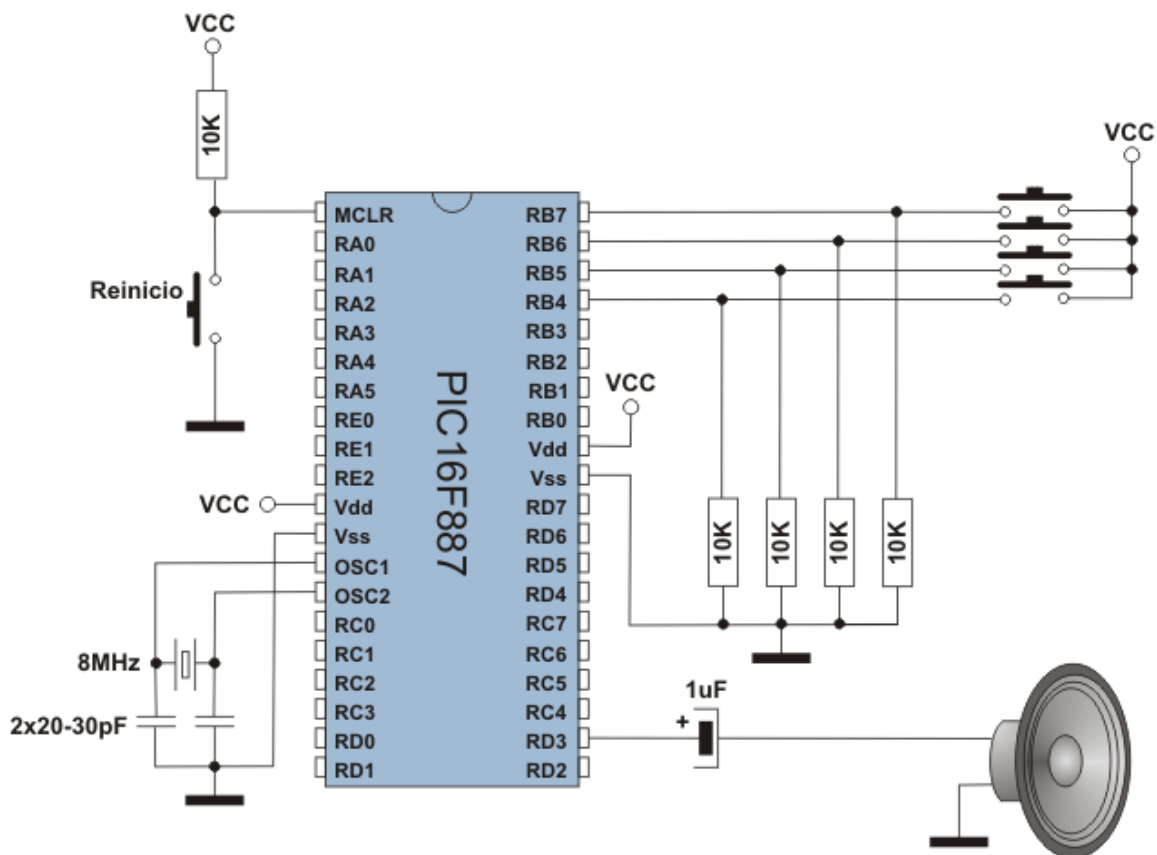 VCC
10K
Reinicio
VCC
8MHz
2x20-30pF
MCLR
RA0
RA1
RA2
RA3
RA4
RA5
RE0
RE1
RE2
Vdd
Vss
OSC1
OSC2
RC0
RC1
RC2
RC3
RD0
RD1
PIC16F887
RB7
RB6
RB5
RB4
RB3
RB2
RB1
RB0
Vdd
Vss
RD7
RD6
RD5
RD4
RC7
RC6
RC5
RC4
RD3
RD2
VCC
VCC
10K
10K
10K
10K
1uF
+